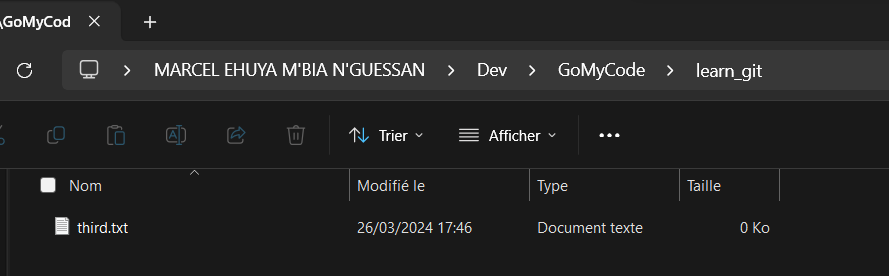 \GoMyCod
MARCEL EHUYA M'BIA N'GUESSAN > Dev > GoMyCode > learn_git
Trier Afficher
Nom Modifié le Type Taille
third.txt 26/03/2024 17:46 Document texte 0 Ko